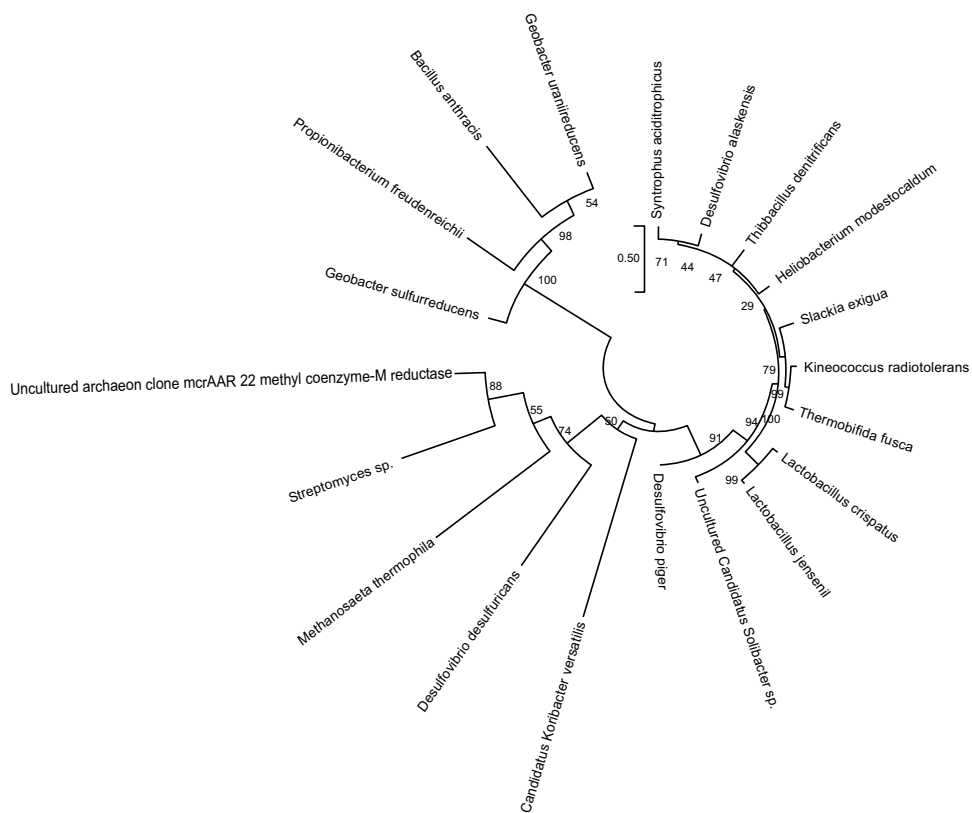 Geobacter uraniireducens
Bacillus anthracis
Propionibacterium freudenreichii
Geobacter sulfurreducens
Uncultured archaeon clone mcrAAR 22 methyl coenzyme-M reductase
Streptomyces sp.
Methanosaeta thermophila
Desulfovibrio desulfuricans
Candidatus Koribacter versatilis
Desulfovibrio piger
Uncultured Candidatus Solibacter sp.
Lactobacillus jensenil
Lactobacillus crispatus
Thermobifida fusca
Kineococcus radiotolerans
Slackia exigua
Heliobacterium modestocaldum
Thibbacillus denitrificans
Desulfovibrio alaskensis
Syntrophus aciditrophicus
54
98
100
0.50
71
44
47
29
79
99
100
94
91
99
50
74
55
88